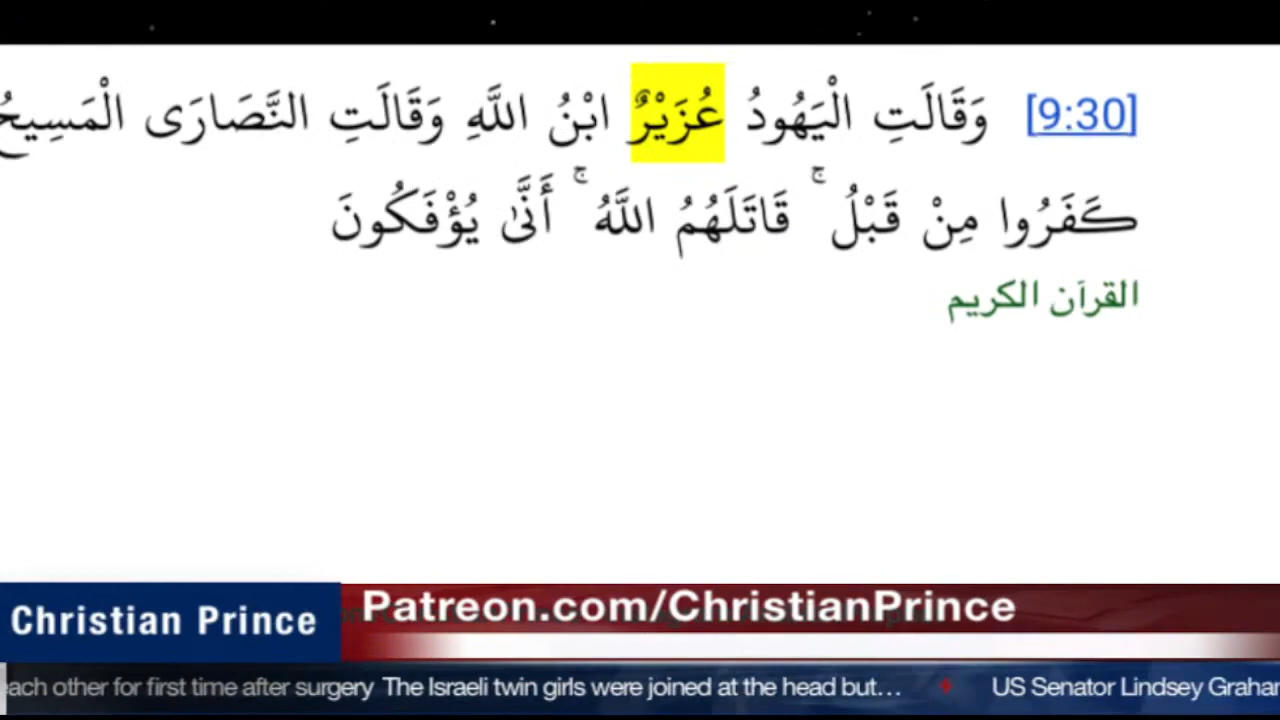 [9:30] وَقَالَتِ الْيَهُودُ عُزَيْرٌ ابْنُ اللَّهِ وَقَالَتِ النَّصَارَى الْمَسِيحُ
كَفَرُوا مِنْ قَبْلُ ۚ قَاتَلَهُمُ اللَّهُ ۚ أَنَّىٰ يُؤْفَكُونَ
القرآن الكريم
Patreon.com/ChristianPrince
Christian Prince
each other for first time after surgery The Israeli twin girls were joined at the head but... US Senator Lindsey Graha